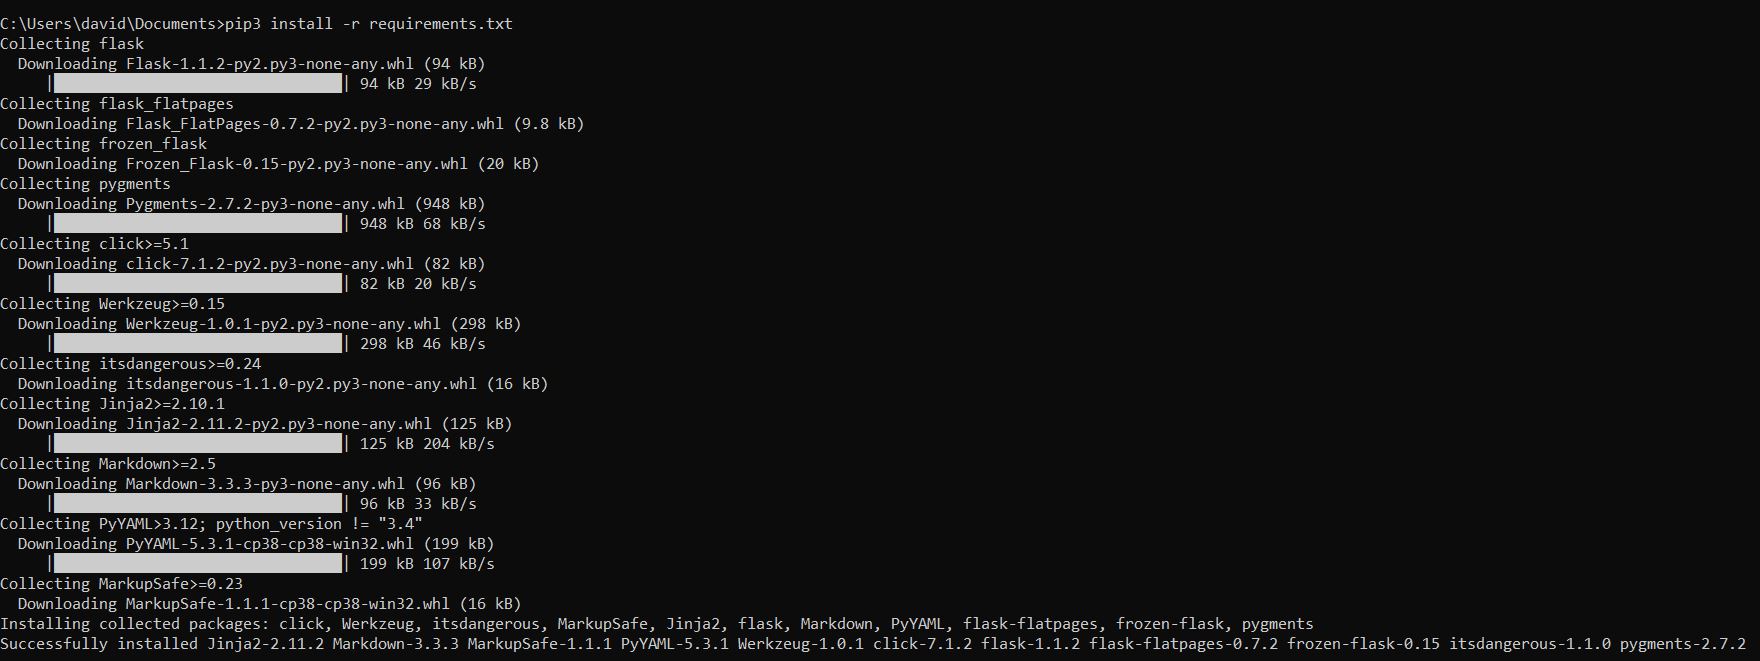 C:\Users\david\Documents>pip3 install -r requirements.txt
Collecting flask
  Downloading Flask-1.1.2-py2.py3-none-any.whl (94 kB)
     |████████████████████████████████| 94 kB 29 kB/s
Collecting flask_flatpages
  Downloading Flask_FlatPages-0.7.2-py2.py3-none-any.whl (9.8 kB)
Collecting frozen_flask
  Downloading Frozen_Flask-0.15-py2.py3-none-any.whl (20 kB)
Collecting pygments
  Downloading Pygments-2.7.2-py3-none-any.whl (948 kB)
     |████████████████████████████████| 948 kB 68 kB/s
Collecting click>=5.1
  Downloading click-7.1.2-py2.py3-none-any.whl (82 kB)
     |████████████████████████████████| 82 kB 20 kB/s
Collecting Werkzeug>=0.15
  Downloading Werkzeug-1.0.1-py2.py3-none-any.whl (298 kB)
     |████████████████████████████████| 298 kB 46 kB/s
Collecting itsdangerous>=0.24
  Downloading itsdangerous-1.1.0-py2.py3-none-any.whl (16 kB)
Collecting Jinja2>=2.10.1
  Downloading Jinja2-2.11.2-py2.py3-none-any.whl (125 kB)
     |████████████████████████████████| 125 kB 204 kB/s
Collecting Markdown>=2.5
  Downloading Markdown-3.3.3-py3-none-any.whl (96 kB)
     |████████████████████████████████| 96 kB 33 kB/s
Collecting PyYAML>3.12; python_version != "3.4"
  Downloading PyYAML-5.3.1-cp38-cp38-win32.whl (199 kB)
     |████████████████████████████████| 199 kB 107 kB/s
Collecting MarkupSafe>=0.23
  Downloading MarkupSafe-1.1.1-cp38-cp38-win32.whl (16 kB)
Installing collected packages: click, Werkzeug, itsdangerous, MarkupSafe, Jinja2, flask, Markdown, PyYAML, flask-flatpages, frozen-flask, pygments
Successfully installed Jinja2-2.11.2 Markdown-3.3.3 MarkupSafe-1.1.1 PyYAML-5.3.1 Werkzeug-1.0.1 click-7.1.2 flask-1.1.2 flask-flatpages-0.7.2 frozen-flask-0.15 itsdangerous-1.1.0 pygments-2.7.2